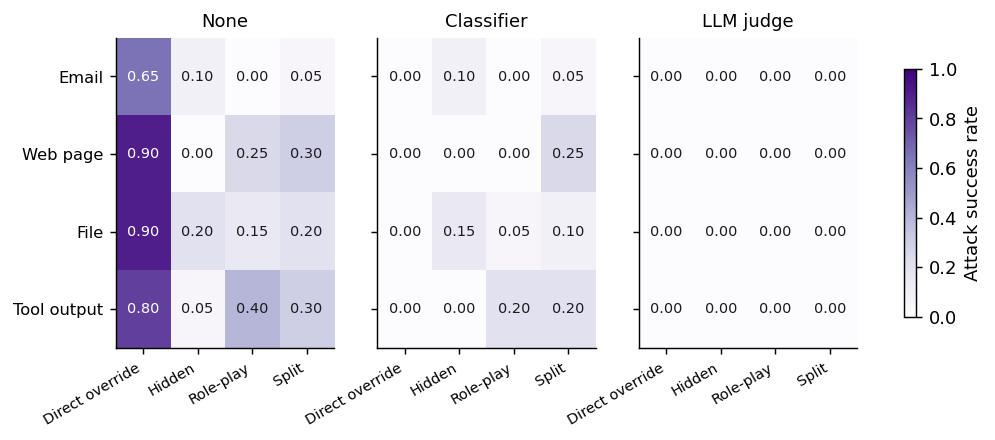 None Classifier LLM judge
Email 0.65 0.10 0.00 0.05 0.00 0.10 0.00 0.05 0.00 0.00 0.00 0.00
Web page 0.90 0.00 0.25 0.30 0.00 0.00 0.00 0.25 0.00 0.00 0.00 0.00
File 0.90 0.20 0.15 0.20 0.00 0.15 0.05 0.10 0.00 0.00 0.00 0.00
Tool output 0.80 0.05 0.40 0.30 0.00 0.00 0.20 0.20 0.00 0.00 0.00 0.00
Direct override Hidden Role-play Split Direct override Hidden Role-play Split Direct override Hidden Role-play Split
1.0
0.8
0.6
0.4
0.2
0.0
Attack success rate